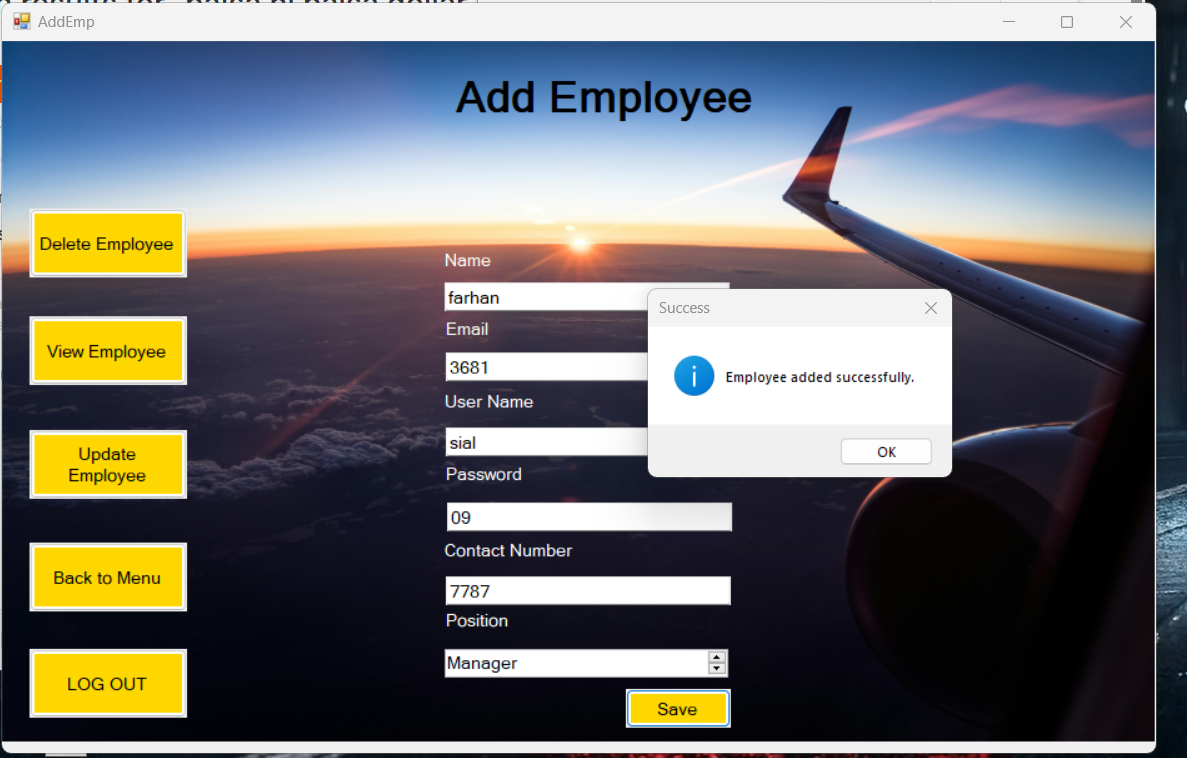 AddEmp
Add Employee
Delete Employee
View Employee
Update
Employee
Back to Menu
LOG OUT
Name
farhan
Email
3681
User Name
sial
Password
09
Contact Number
7787
Position
Manager
Save
Success
Employee added successfully.
OK